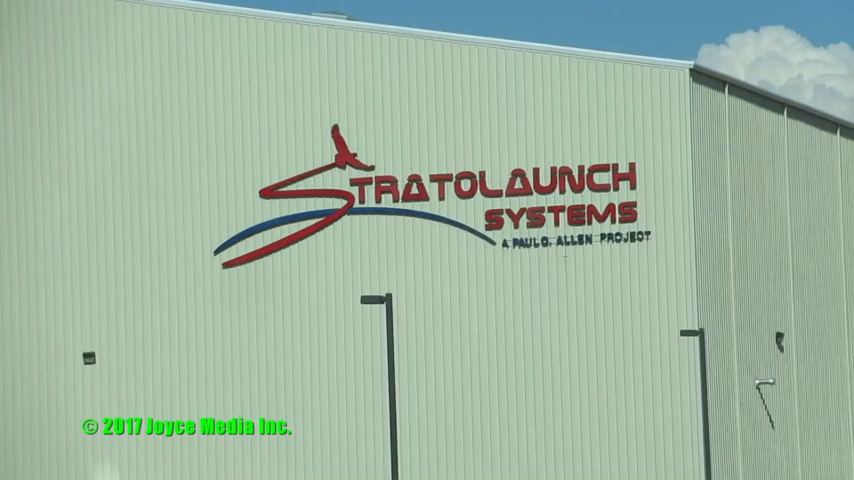 STRATOLAUNCH
SYSTEMS
A PAUL G. ALLEN PROJECT
© 2017 Joyce Media Inc.